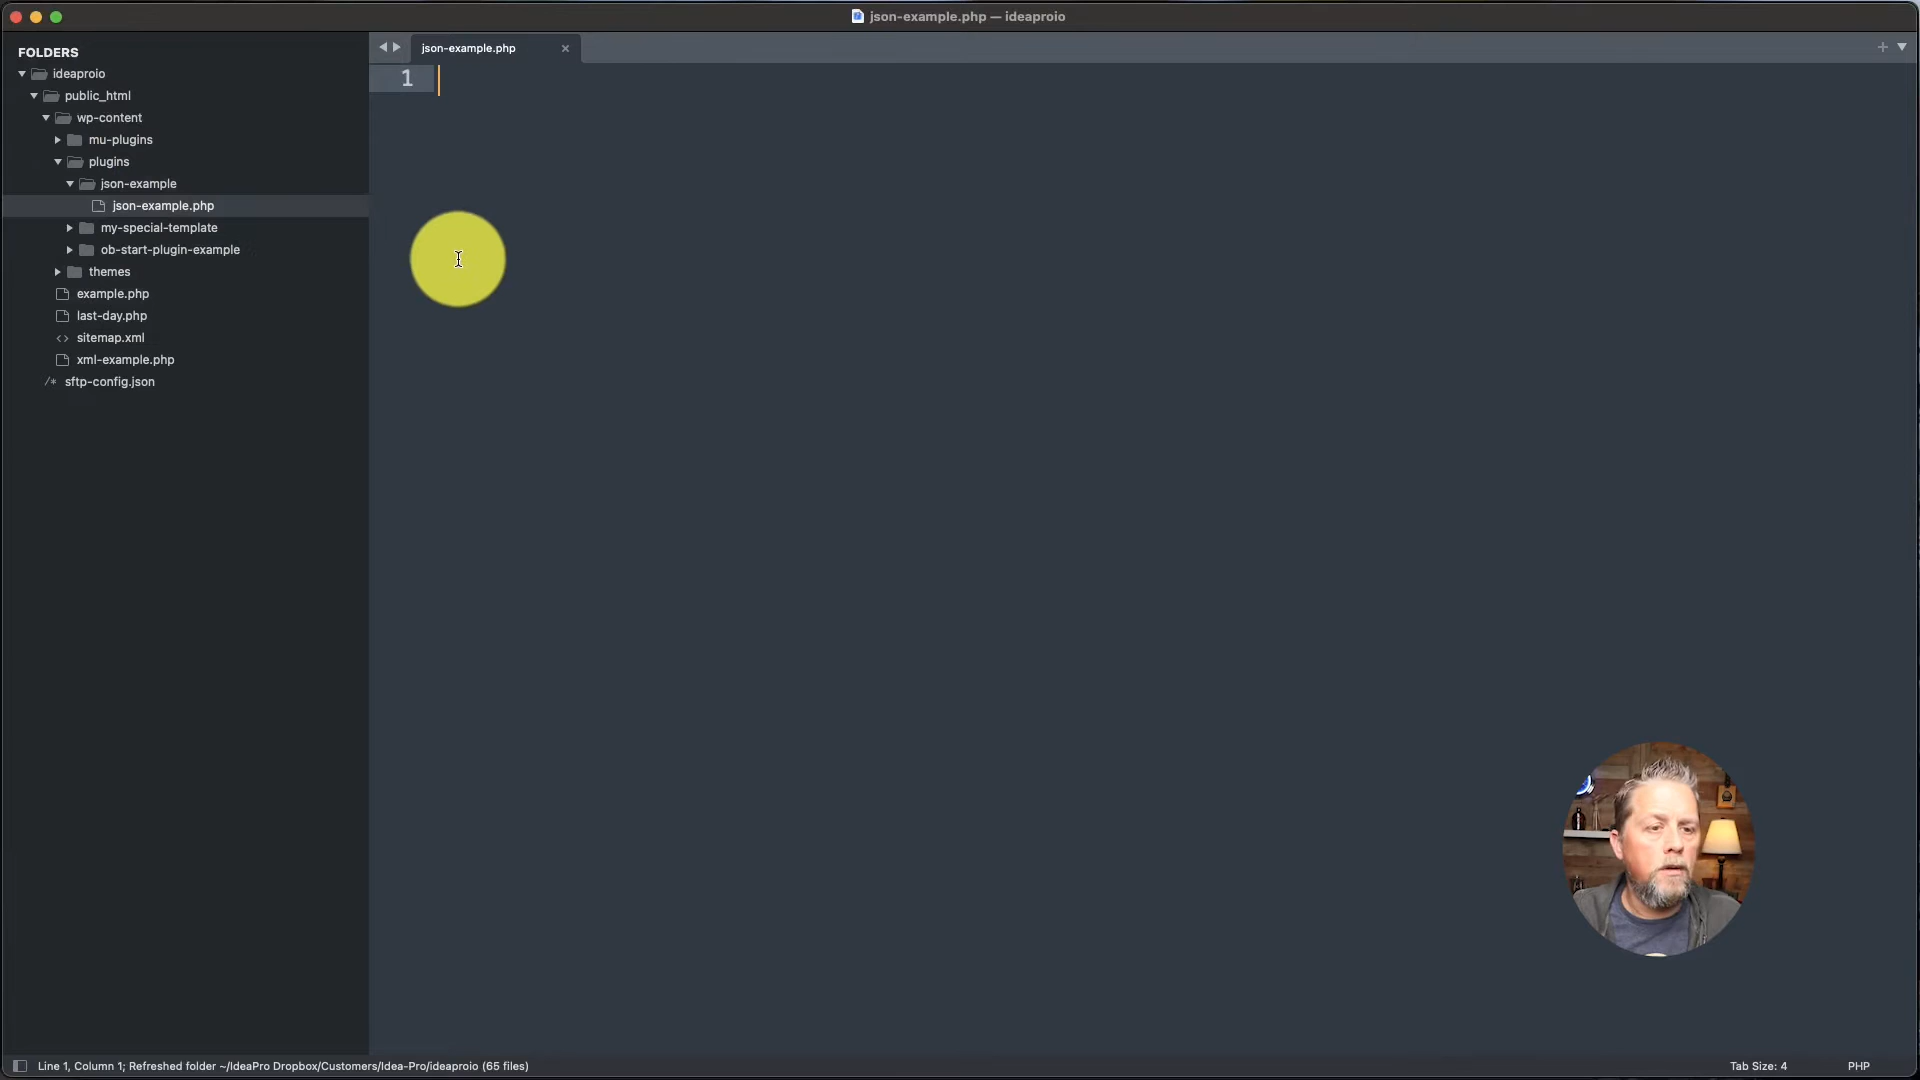 json-example.php — ideaproio
FOLDERS
ideaproio
public_html
wp-content
mu-plugins
plugins
json-example
json-example.php
my-special-template
ob-start-plugin-example
themes
example.php
last-day.php
<> sitemap.xml
xml-example.php
/* sftp-config.json
json-example.php
1
Line 1, Column 1; Refreshed folder ~/IdeaPro Dropbox/Customers/Idea-Pro/ideaproio (65 files)
Tab Size: 4
PHP